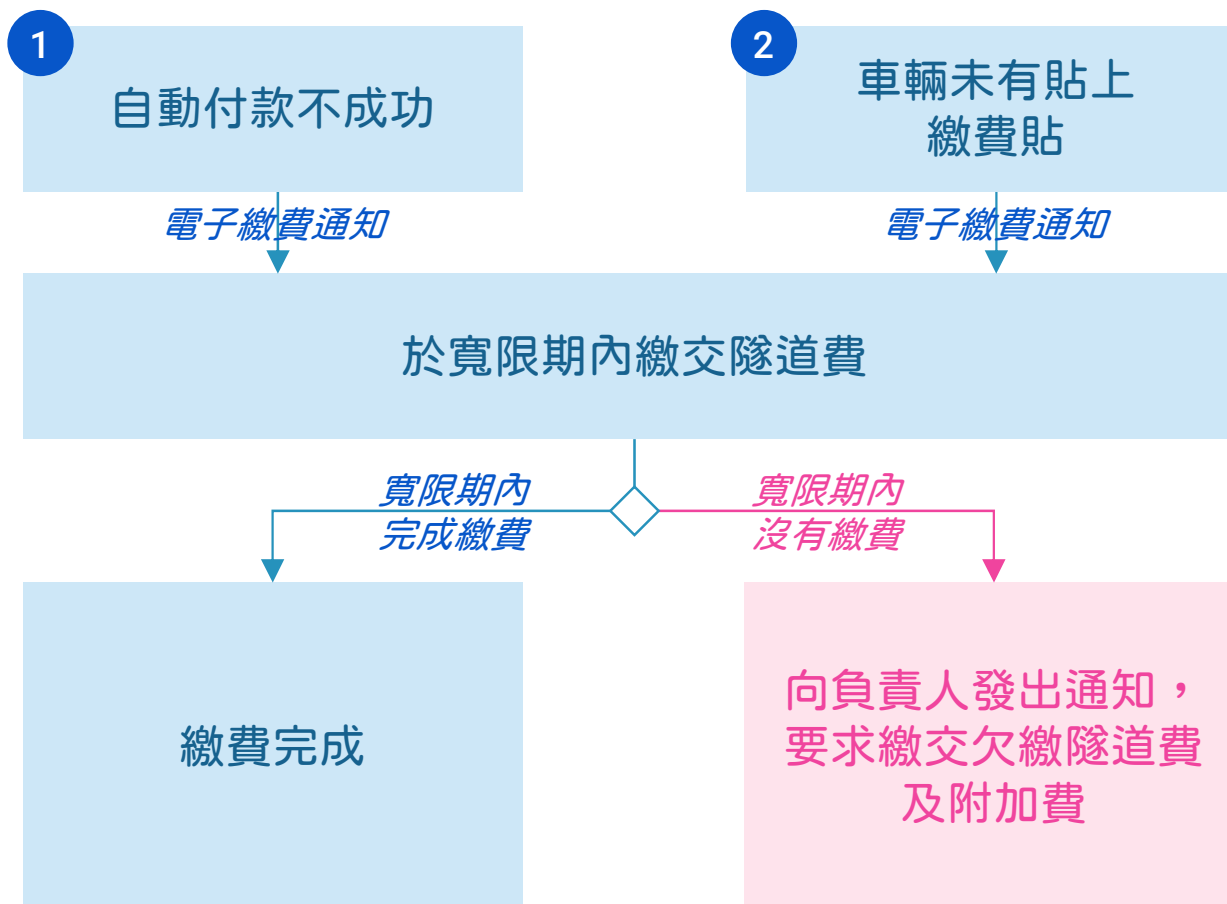 1
自動付款不成功
2
車輛未有貼上
繳費貼
電子繳費通知
電子繳費通知
於寬限期內繳交隧道費
寬限期內
完成繳費
寬限期內
沒有繳費
繳費完成
向負責人發出通知，
要求繳交欠繳隧道費
及附加費